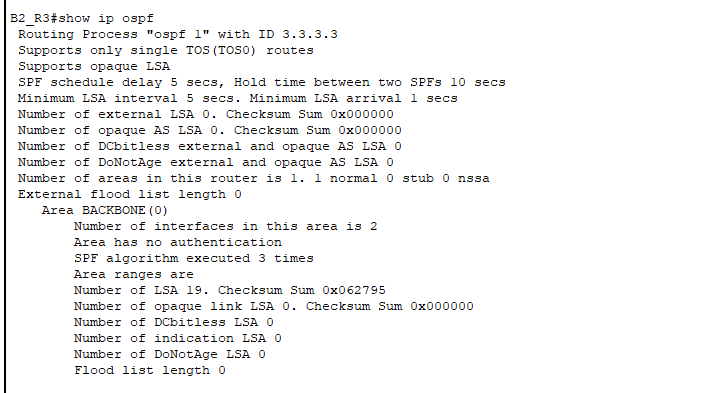 B2_R3#show ip ospf
Routing Process "ospf 1" with ID 3.3.3.3
Supports only single TOS(TOS0) routes
Supports opaque LSA
SPF schedule delay 5 secs, Hold time between two SPFs 10 secs
Minimum LSA interval 5 secs. Minimum LSA arrival 1 secs
Number of external LSA 0. Checksum Sum 0x000000
Number of opaque AS LSA 0. Checksum Sum 0x000000
Number of DCbitless external and opaque AS LSA 0
Number of DoNotAge external and opaque AS LSA 0
Number of areas in this router is 1. 1 normal 0 stub 0 nssa
External flood list length 0
Area BACKBONE(0)
Number of interfaces in this area is 2
Area has no authentication
SPF algorithm executed 3 times
Area ranges are
Number of LSA 19. Checksum Sum 0x062795
Number of opaque link LSA 0. Checksum Sum 0x000000
Number of DCbitless LSA 0
Number of indication LSA 0
Number of DoNotAge LSA 0
Flood list length 0